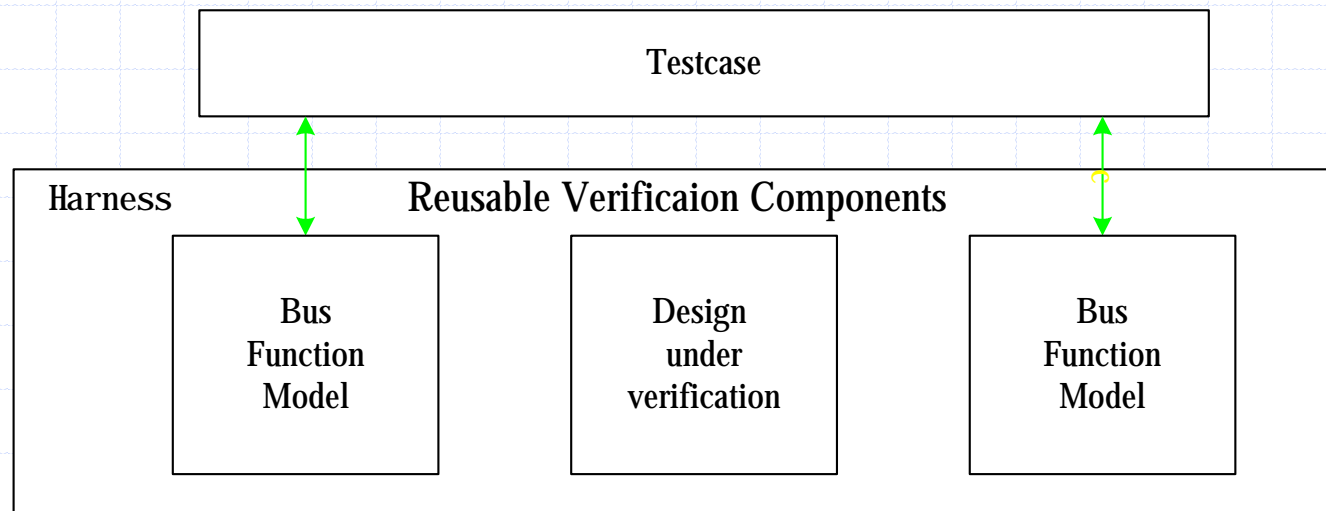 Testcase
Harness
Reusable Verificaion Components
Bus
Function
Model
Design
under
verification
Bus
Function
Model